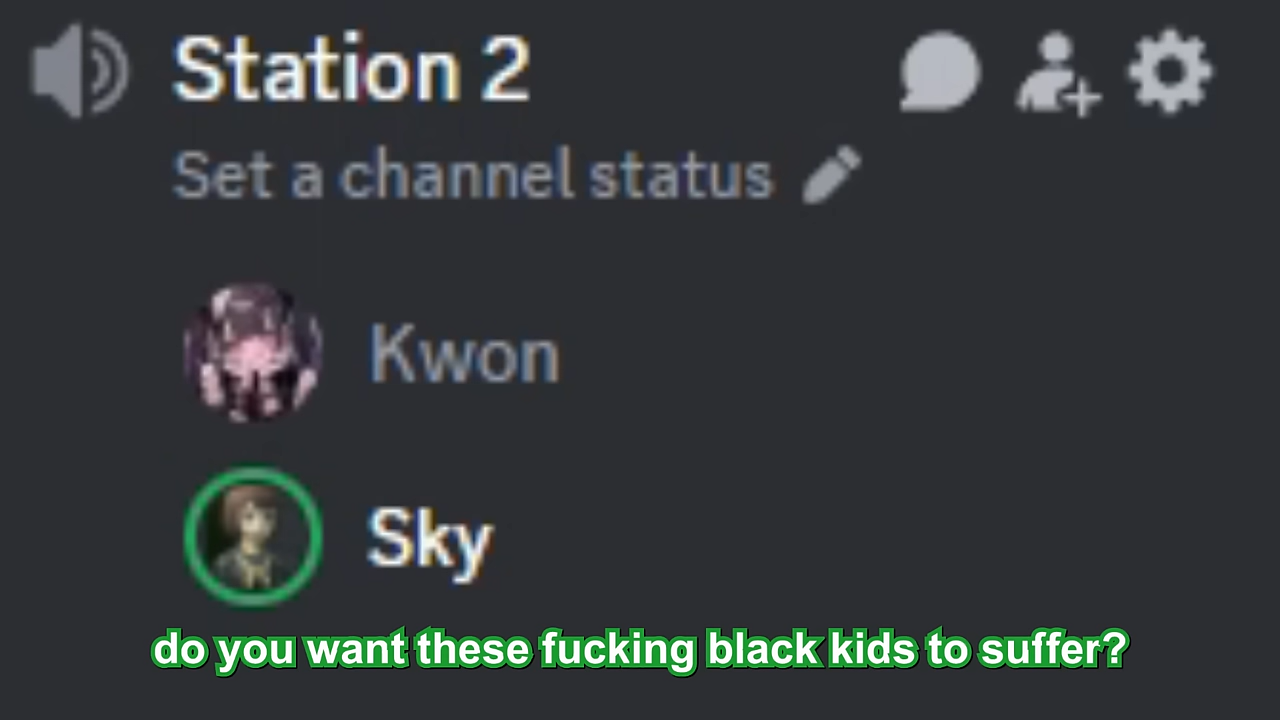 Station 2
Set a channel status
Kwon
Sky
do you want these fucking black kids to suffer?